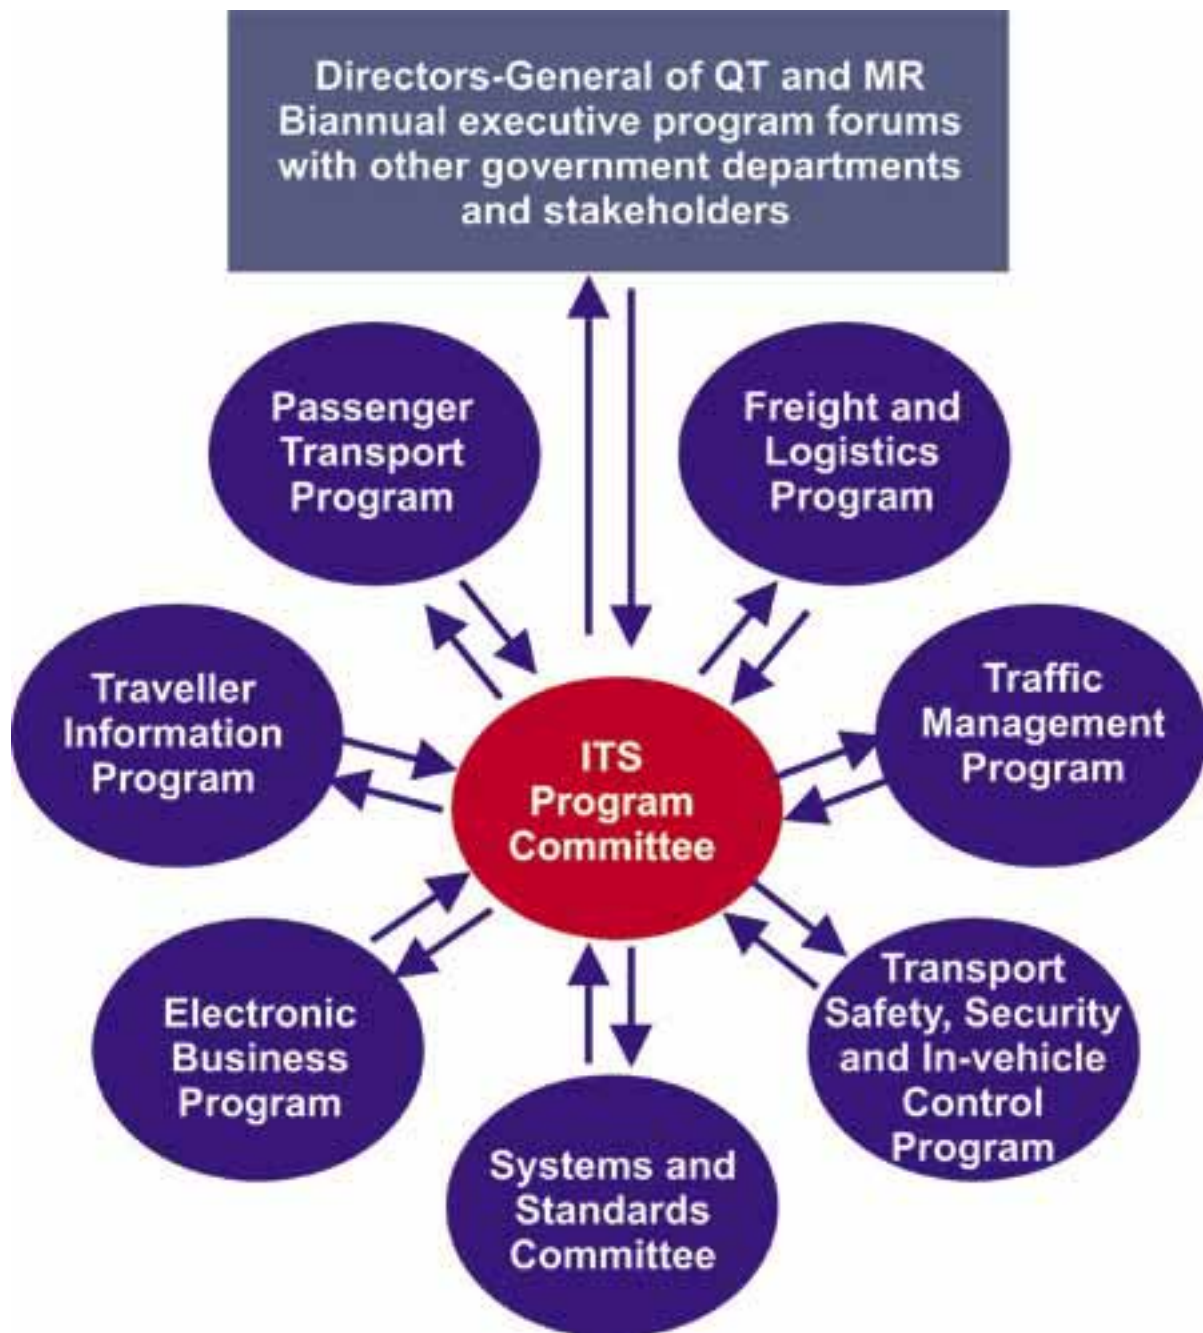 Directors-General of QT and MR
Biannual executive program forums
with other government departments
and stakeholders
Passenger
Transport
Program
Freight and
Logistics
Program
Traveller
Information
Program
Traffic
Management
Program
ITS
Program
Committee
Electronic
Business
Program
Transport
Safety, Security
and In-vehicle
Control
Program
Systems and
Standards
Committee